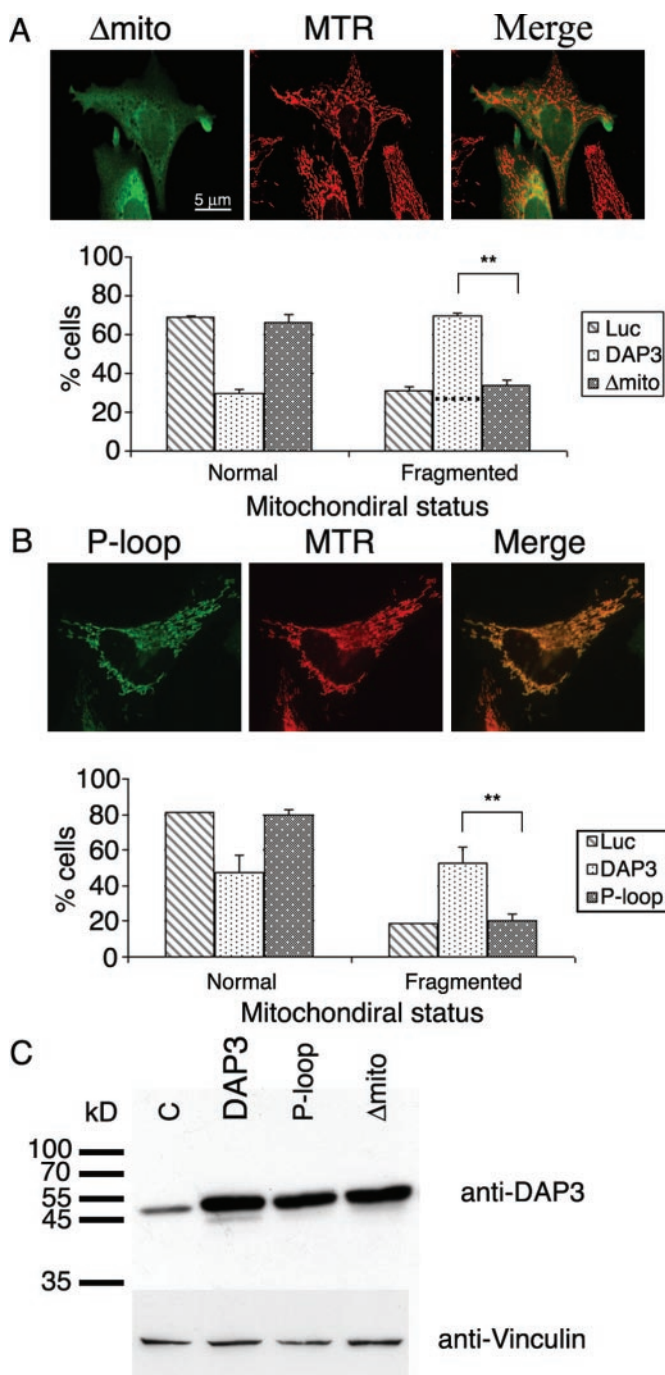 A
Δmito MTR Merge
5 μm
% cells
100
80
60
40
20
0
**
Luc
DAP3
Δmito
Normal Fragmented
Mitochondiral status
B
P-loop MTR Merge
% cells
100
80
60
40
20
0
**
Luc
DAP3
P-loop
Normal Fragmented
Mitochondiral status
C
kD C DAP3 P-loop Δmito
100
70
55
45
35
anti-DAP3
anti-Vinculin